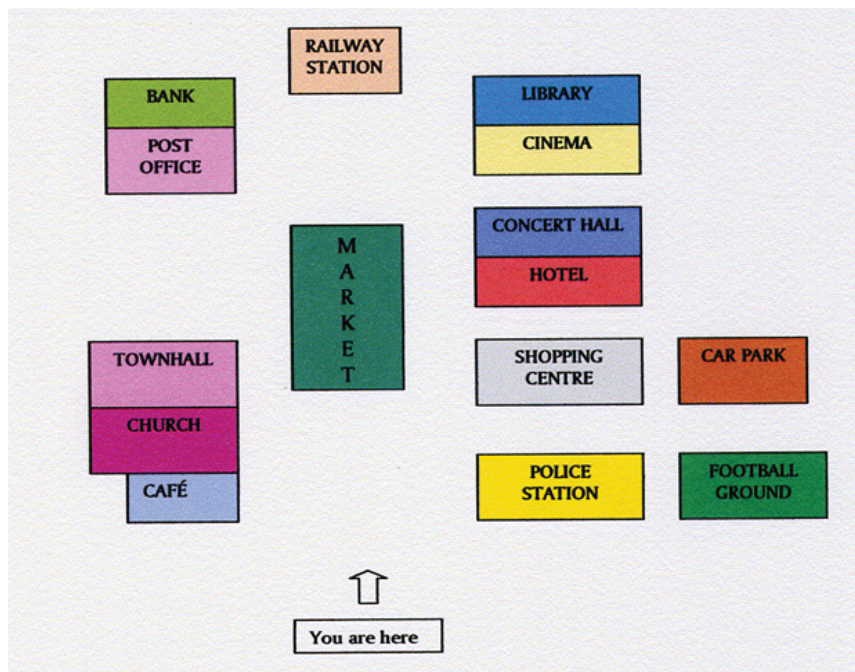 RAILWAY
STATION
BANK
POST
OFFICE
LIBRARY
CINEMA
MARKET
CONCERT HALL
HOTEL
TOWNHALL
CHURCH
CAFÉ
SHOPPING
CENTRE
CAR PARK
POLICE
STATION
FOOTBALL
GROUND
You are here